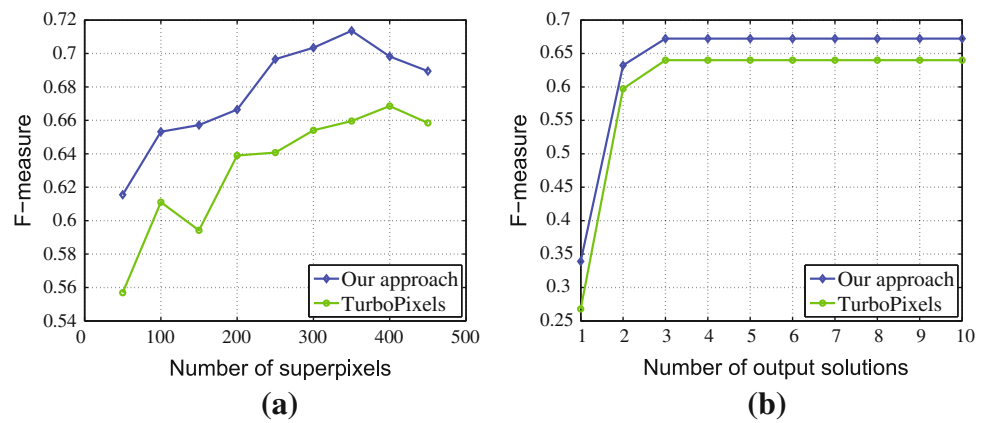 0.72
0.7
0.68
0.66
0.64
0.62
0.6
0.58
0.56
0.54
F-measure
0 100 200 300 400 500
Number of superpixels
Our approach
TurboPixels
(a)
0.7
0.65
0.6
0.55
0.5
0.45
0.4
0.35
0.3
0.25
F-measure
1 2 3 4 5 6 7 8 9 10
Number of output solutions
Our approach
TurboPixels
(b)